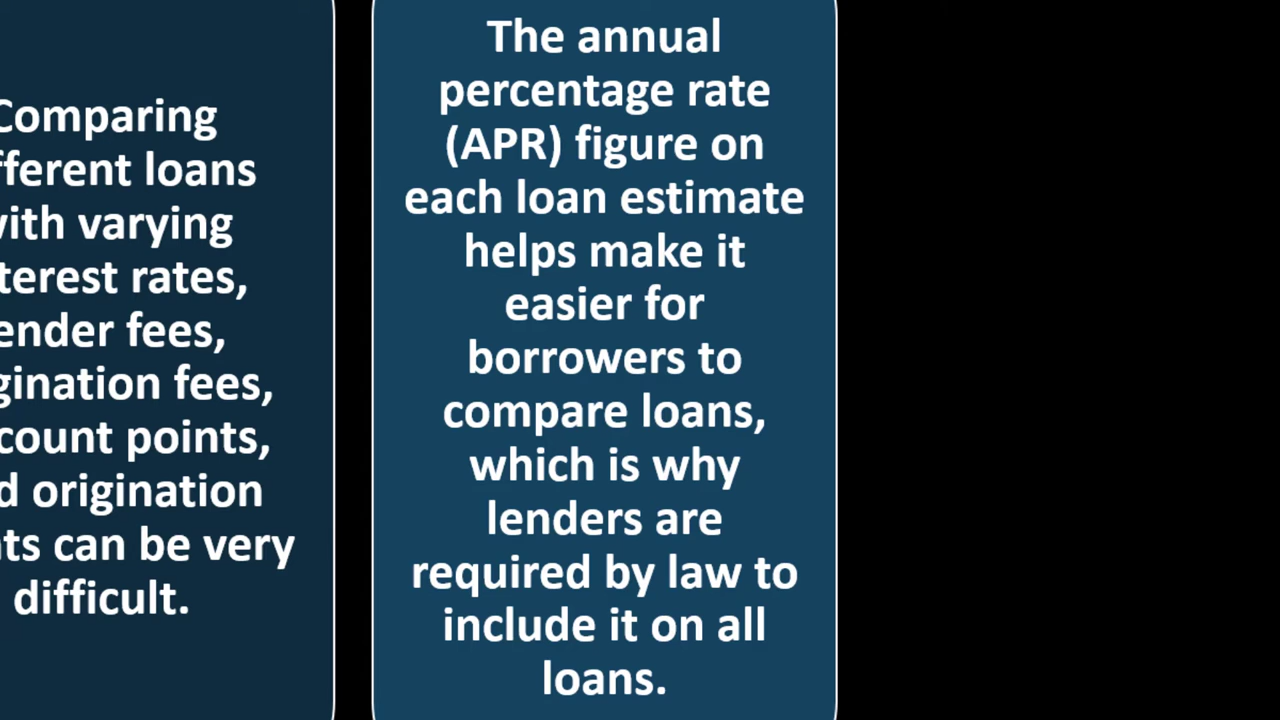 Comparing
fferent loans
ith varying
terest rates,
ender fees,
gination fees,
count points,
d origination
ts can be very
difficult.
The annual
percentage rate
(APR) figure on
each loan estimate
helps make it
easier for
borrowers to
compare loans,
which is why
lenders are
required by law to
include it on all
loans.